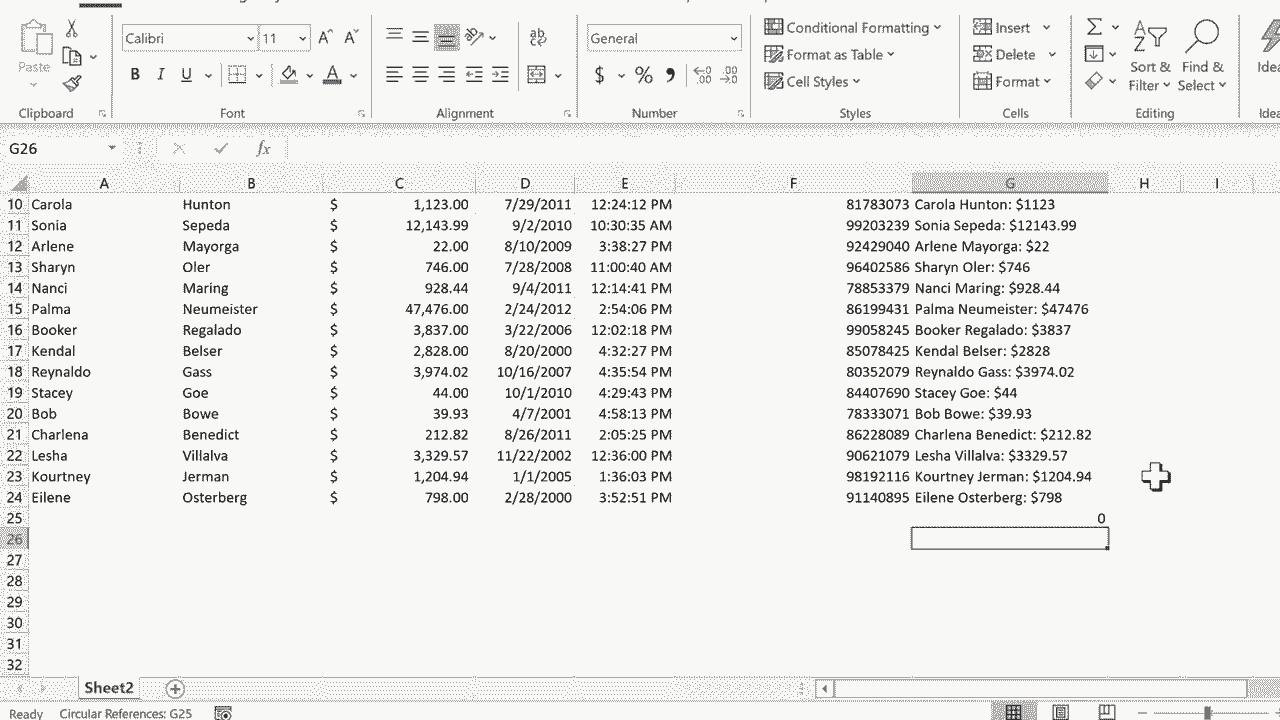 Calibri 11 General Conditional Formatting Insert
Paste Format as Table Delete Sort & Find &
B I U $ % Cell Styles Format Filter Select
Clipboard Font Alignment Number Styles Cells Editing
G26 fx
A B C D E F G H I
10 Carola Hunton $ 1,123.00 7/29/2011 12:24:12 PM 81783073 Carola Hunton: $1123
11 Sonia Sepeda $ 12,143.99 9/2/2010 10:30:35 AM 99203239 Sonia Sepeda: $12143.99
12 Arlene Mayorga $ 22.00 8/10/2009 3:38:27 PM 92429040 Arlene Mayorga: $22
13 Sharyn Oler $ 746.00 7/28/2008 11:00:40 AM 96402586 Sharyn Oler: $746
14 Nanci Maring $ 928.44 9/4/2011 12:14:41 PM 78853379 Nanci Maring: $928.44
15 Palma Neumeister $ 47,476.00 2/24/2012 2:54:06 PM 86199431 Palma Neumeister: $47476
16 Booker Regalado $ 3,837.00 3/22/2006 12:02:18 PM 99058245 Booker Regalado: $3837
17 Kendal Belser $ 2,828.00 8/20/2000 4:32:27 PM 85078425 Kendal Belser: $2828
18 Reynaldo Gass $ 3,974.02 10/16/2007 4:35:54 PM 80352079 Reynaldo Gass: $3974.02
19 Stacey Goe $ 44.00 10/1/2010 4:29:43 PM 84407690 Stacey Goe: $44
20 Bob Bowe $ 39.93 4/7/2001 4:58:13 PM 78333071 Bob Bowe: $39.93
21 Charlena Benedict $ 212.82 8/26/2011 2:05:25 PM 86228089 Charlena Benedict: $212.82
22 Lesha Villalva $ 3,329.57 11/22/2002 12:36:00 PM 90621079 Lesha Villalva: $3329.57
23 Kourtney Jerman $ 1,204.94 1/1/2005 1:36:03 PM 98192116 Kourtney Jerman: $1204.94
24 Eilene Osterberg $ 798.00 2/28/2000 3:52:51 PM 91140895 Eilene Osterberg: $798
25 0
26
27
28
29
30
31
32
Sheet2
Ready Circular References: G25